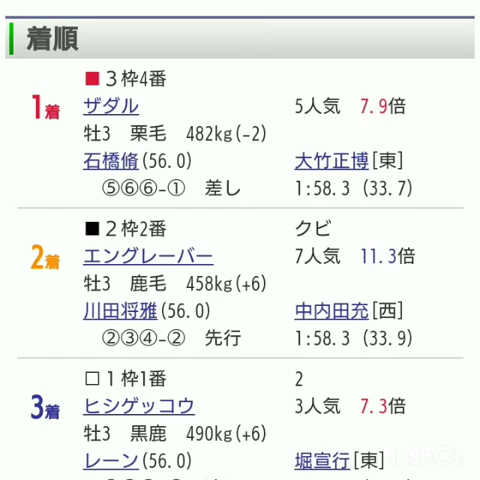 着順
■３枠4番
1着 ザダル 5人気 7.9倍
牡3 栗毛 482kg(-2)
石橋脩(56.0) 大竹正博[東]
⑤⑥⑥-① 差し 1:58.3 (33.7)
■２枠2番 クビ
2着 エングレーバー 7人気 11.3倍
牡3 鹿毛 458kg(+6)
川田将雅(56.0) 中内田充[西]
②③④-② 先行 1:58.3 (33.9)
□１枠1番 2
3着 ヒシゲッコウ 3人気 7.3倍
牡3 黒鹿 490kg(+6)
レーン(56.0) 堀宣行[東]